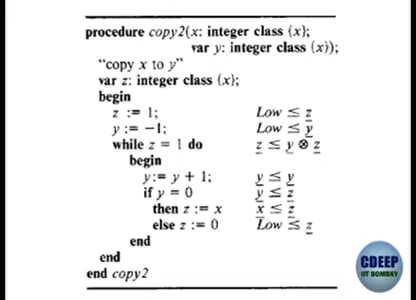 procedure copy2(x: integer class {x};
var y: integer class {x});
“copy x to y”
var z: integer class {x};
begin
z := 1; Low ≤ z
y := −1; Low ≤ y
while z = 1 do z ≤ y ⊗ z
begin
y:= y + 1; y ≤ y
if y = 0 y ≤ z
then z := x x ≤ z
else z := 0 Low ≤ z
end
end
end copy2
CDEEP
IIT BOMBAY